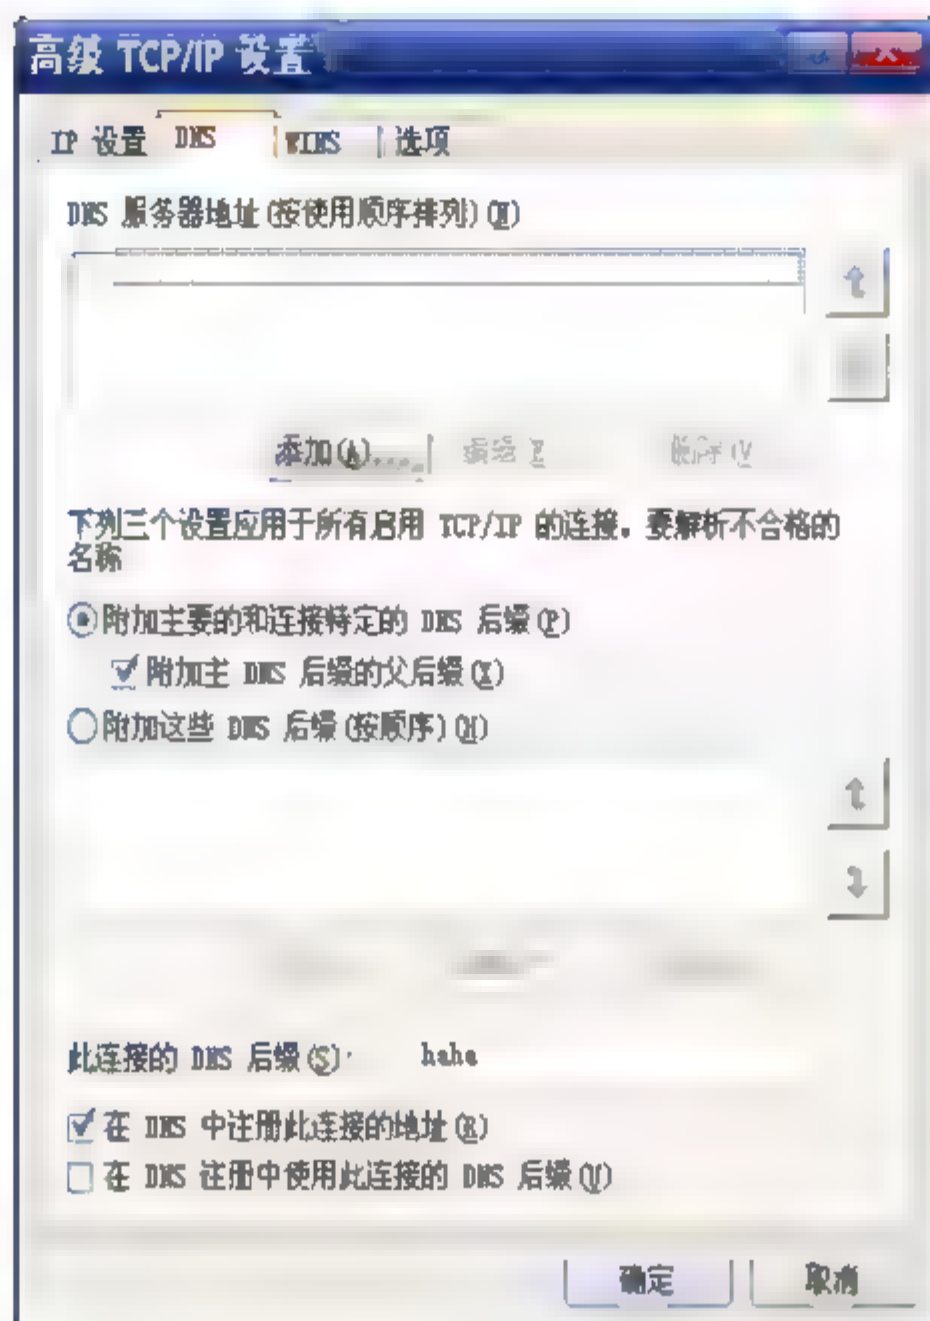 高级 TCP/IP 设置
IP 设置 DNS WINS 选项
DNS 服务器地址(按使用顺序排列)(N)
添加(A)... 编辑 E 删除(V
下列三个设置应用于所有启用 TCP/IP 的连接。要解析不合格的
名称
附加主要的和连接特定的 DNS 后缀(P)
附加主 DNS 后缀的父后缀(X)
附加这些 DNS 后缀(按顺序)(H)
此连接的 DNS 后缀(S): haha
在 DNS 中注册此连接的地址(R)
在 DNS 注册中使用此连接的 DNS 后缀(U)
确定 取消